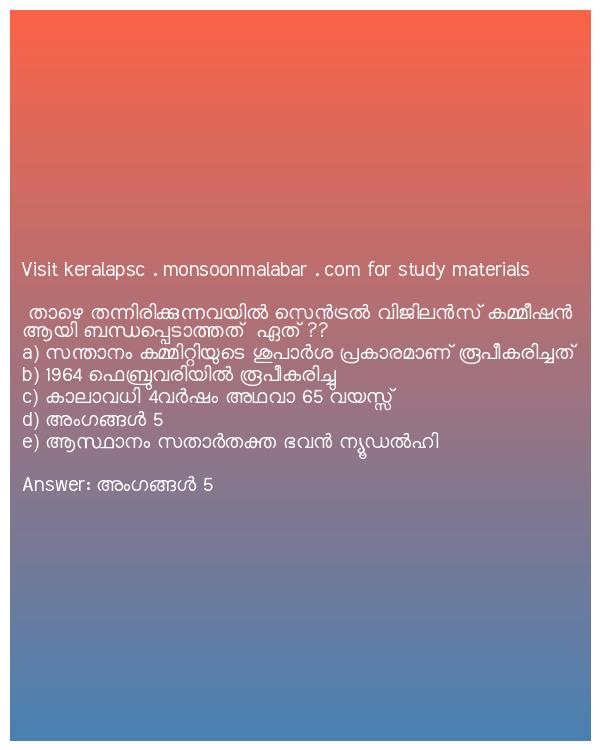 Visit keralapsc . monsoonmalabar . com for study materials
താഴെ തന്നിരിക്കുന്നവയിൽ സെൻട്രൽ വിജിലൻസ് കമ്മീഷൻ
ആയി ബന്ധപ്പെടാത്തത് ഏത് ??
a) സന്താനം കമ്മിറ്റിയുടെ ശുപാർശ പ്രകാരമാണ് രൂപീകരിച്ചത്
b) 1964 ഫെബ്രുവരിയിൽ രൂപീകരിച്ചു
c) കാലാവധി 4വർഷം അഥവാ 65 വയസ്സ്
d) അംഗങ്ങൾ 5
e) ആസ്ഥാനം സതാർതക്ത ഭവൻ ന്യൂഡൽഹി
Answer: അംഗങ്ങൾ 5